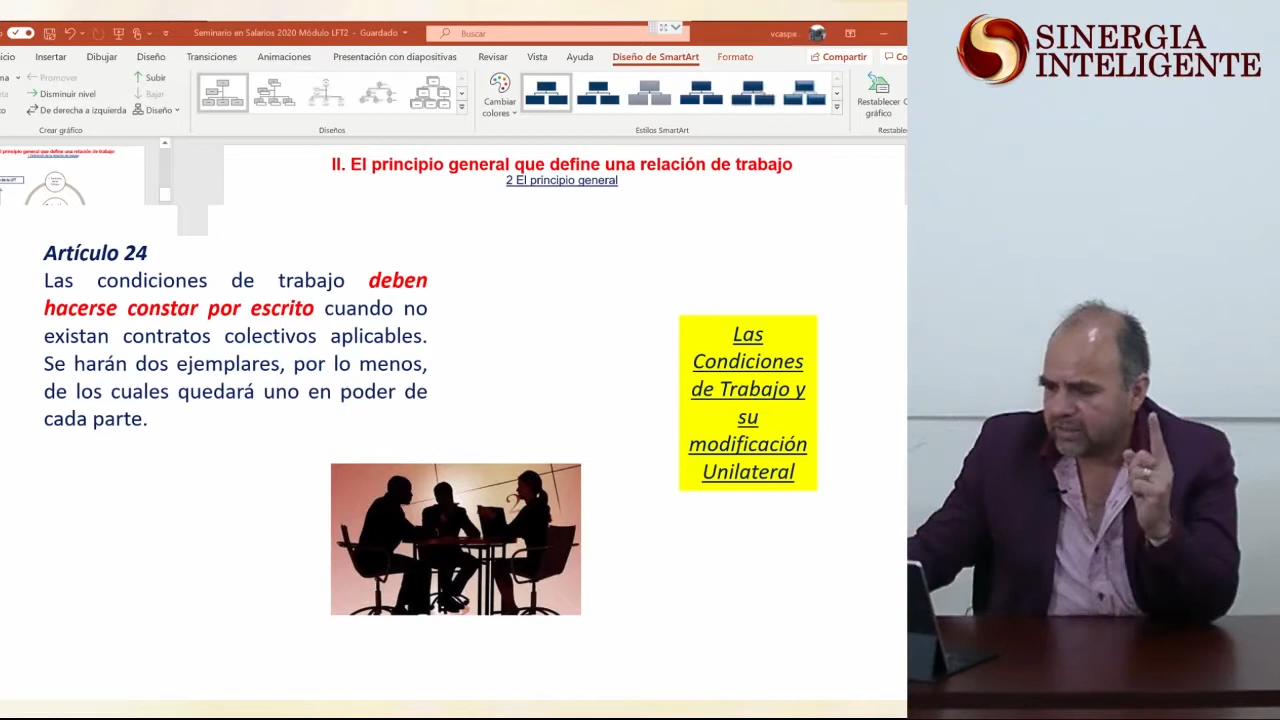 Seminario en Salarios 2020 Módulo LFT2 - Guardado
Buscar
vcaspe
Insertar Dibujar Diseño Transiciones Animaciones Presentación con diapositivas Revisar Vista Ayuda Diseño de SmartArt Formato Compartir Co
Promover Subir
Disminuir nivel Bajar
De derecha a izquierda Diseño
Crear gráfico
Diseños
Cambiar colores
Estilos SmartArt
Restablecer gráfico
Restable
II. El principio general que define una relación de trabajo
2 El principio general
Artículo 24
Las condiciones de trabajo deben
hacerse constar por escrito cuando no
existan contratos colectivos aplicables.
Se harán dos ejemplares, por lo menos,
de los cuales quedará uno en poder de
cada parte.
Las
Condiciones
de Trabajo y
su
modificación
Unilateral
SINERGIA
INTELIGENTE